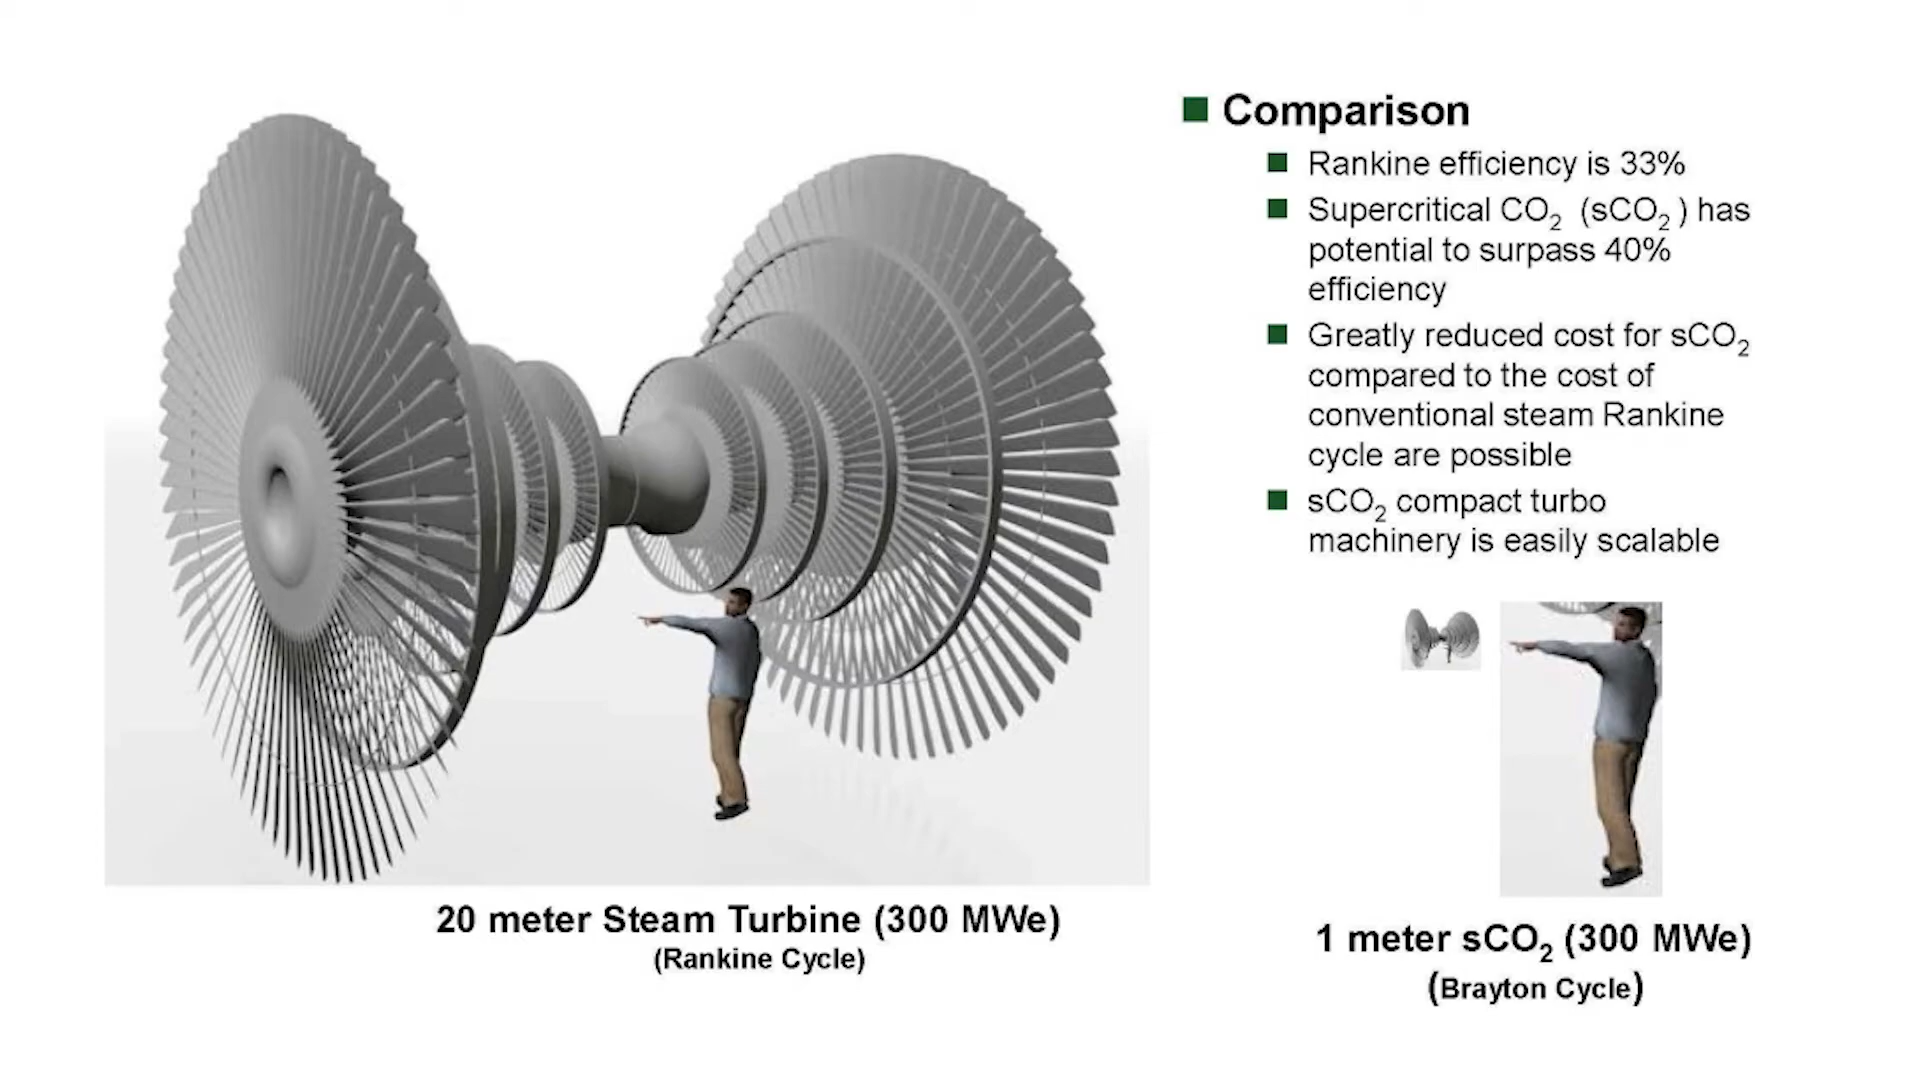 Comparison
Rankine efficiency is 33%
Supercritical CO₂ (sCO₂ ) has
potential to surpass 40%
efficiency
Greatly reduced cost for sCO₂
compared to the cost of
conventional steam Rankine
cycle are possible
sCO₂ compact turbo
machinery is easily scalable
20 meter Steam Turbine (300 MWe)
(Rankine Cycle)
1 meter sCO₂ (300 MWe)
(Brayton Cycle)